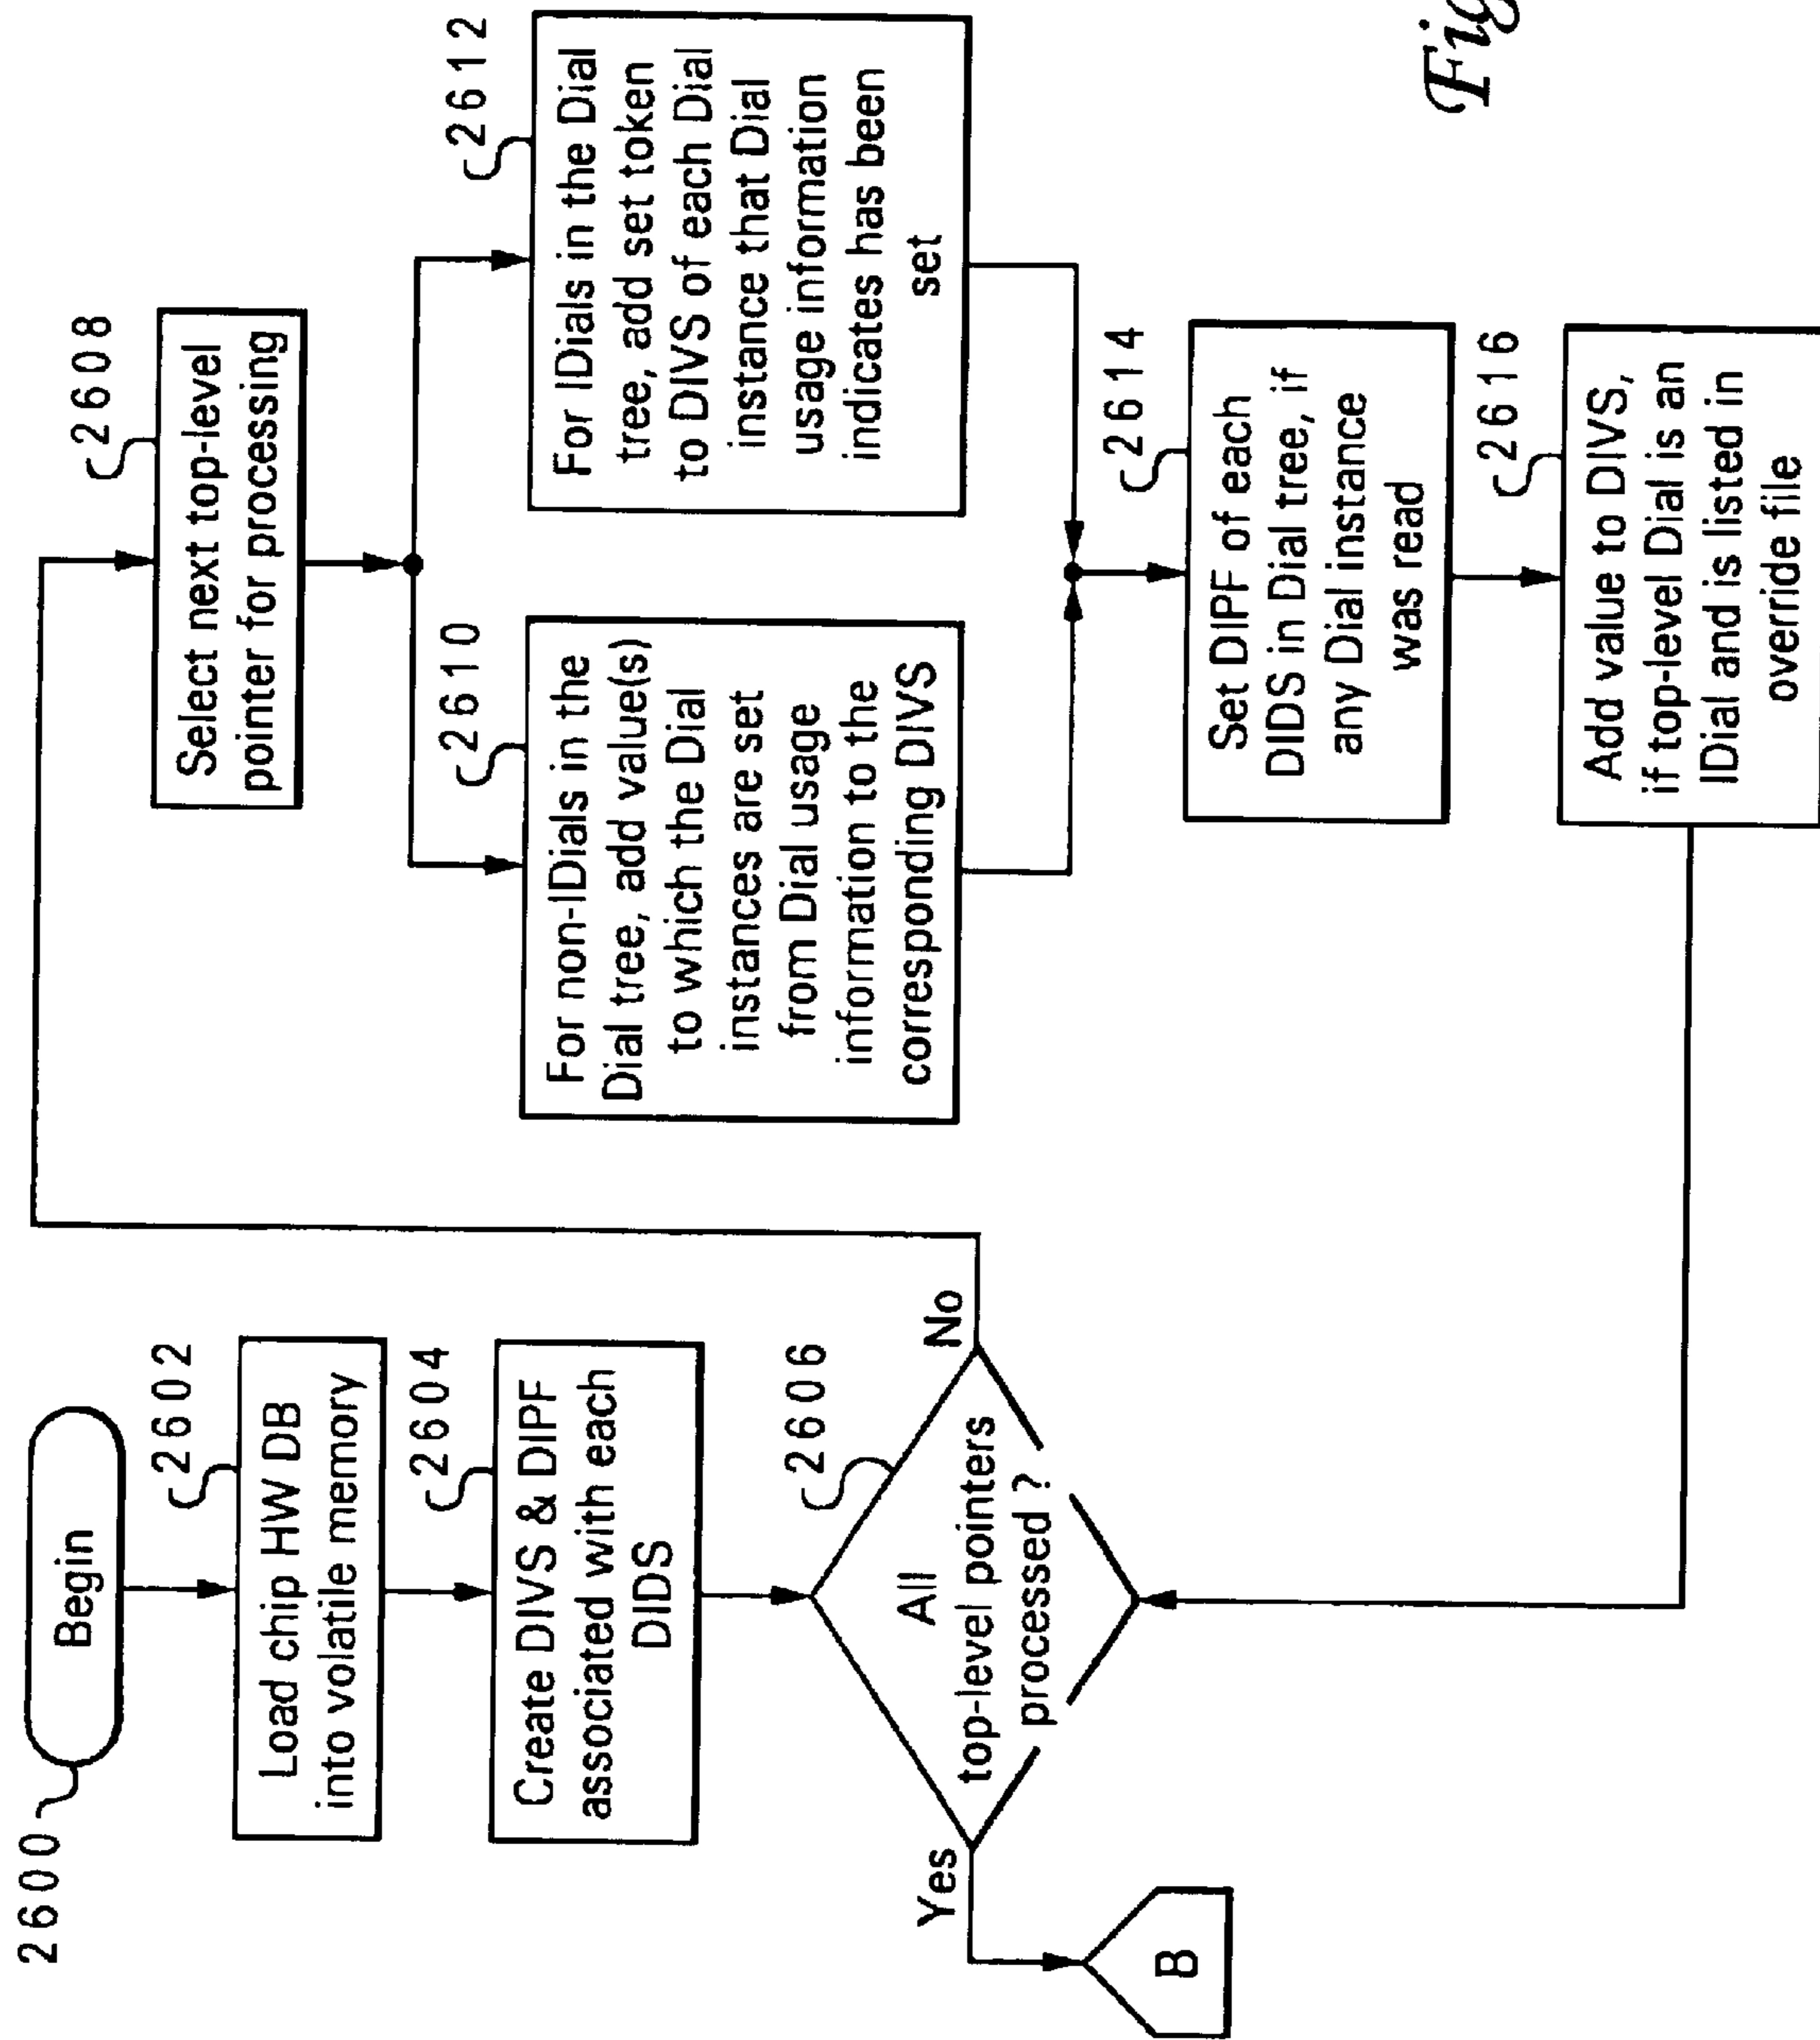 2600
Begin
2602
Load chip HW DB
into volatile memory
2604
Create DIVS & DIPF
associated with each
DIDS
2606
All
top-level pointers
processed ?
Yes
No
B
2608
Select next top-level
pointer for processing
2610
For non-IDials in the
Dial tree, add value(s)
to which the Dial
instances are set
from Dial usage
information to the
corresponding DIVS
2612
For IDials in the Dial
tree, add set token
to DIVS of each Dial
instance that Dial
usage information
indicates has been
set
2614
Set DIPF of each
DIDS in Dial tree, if
any Dial instance
was read
2616
Add value to DIVS,
if top-level Dial is an
IDial and is listed in
override file